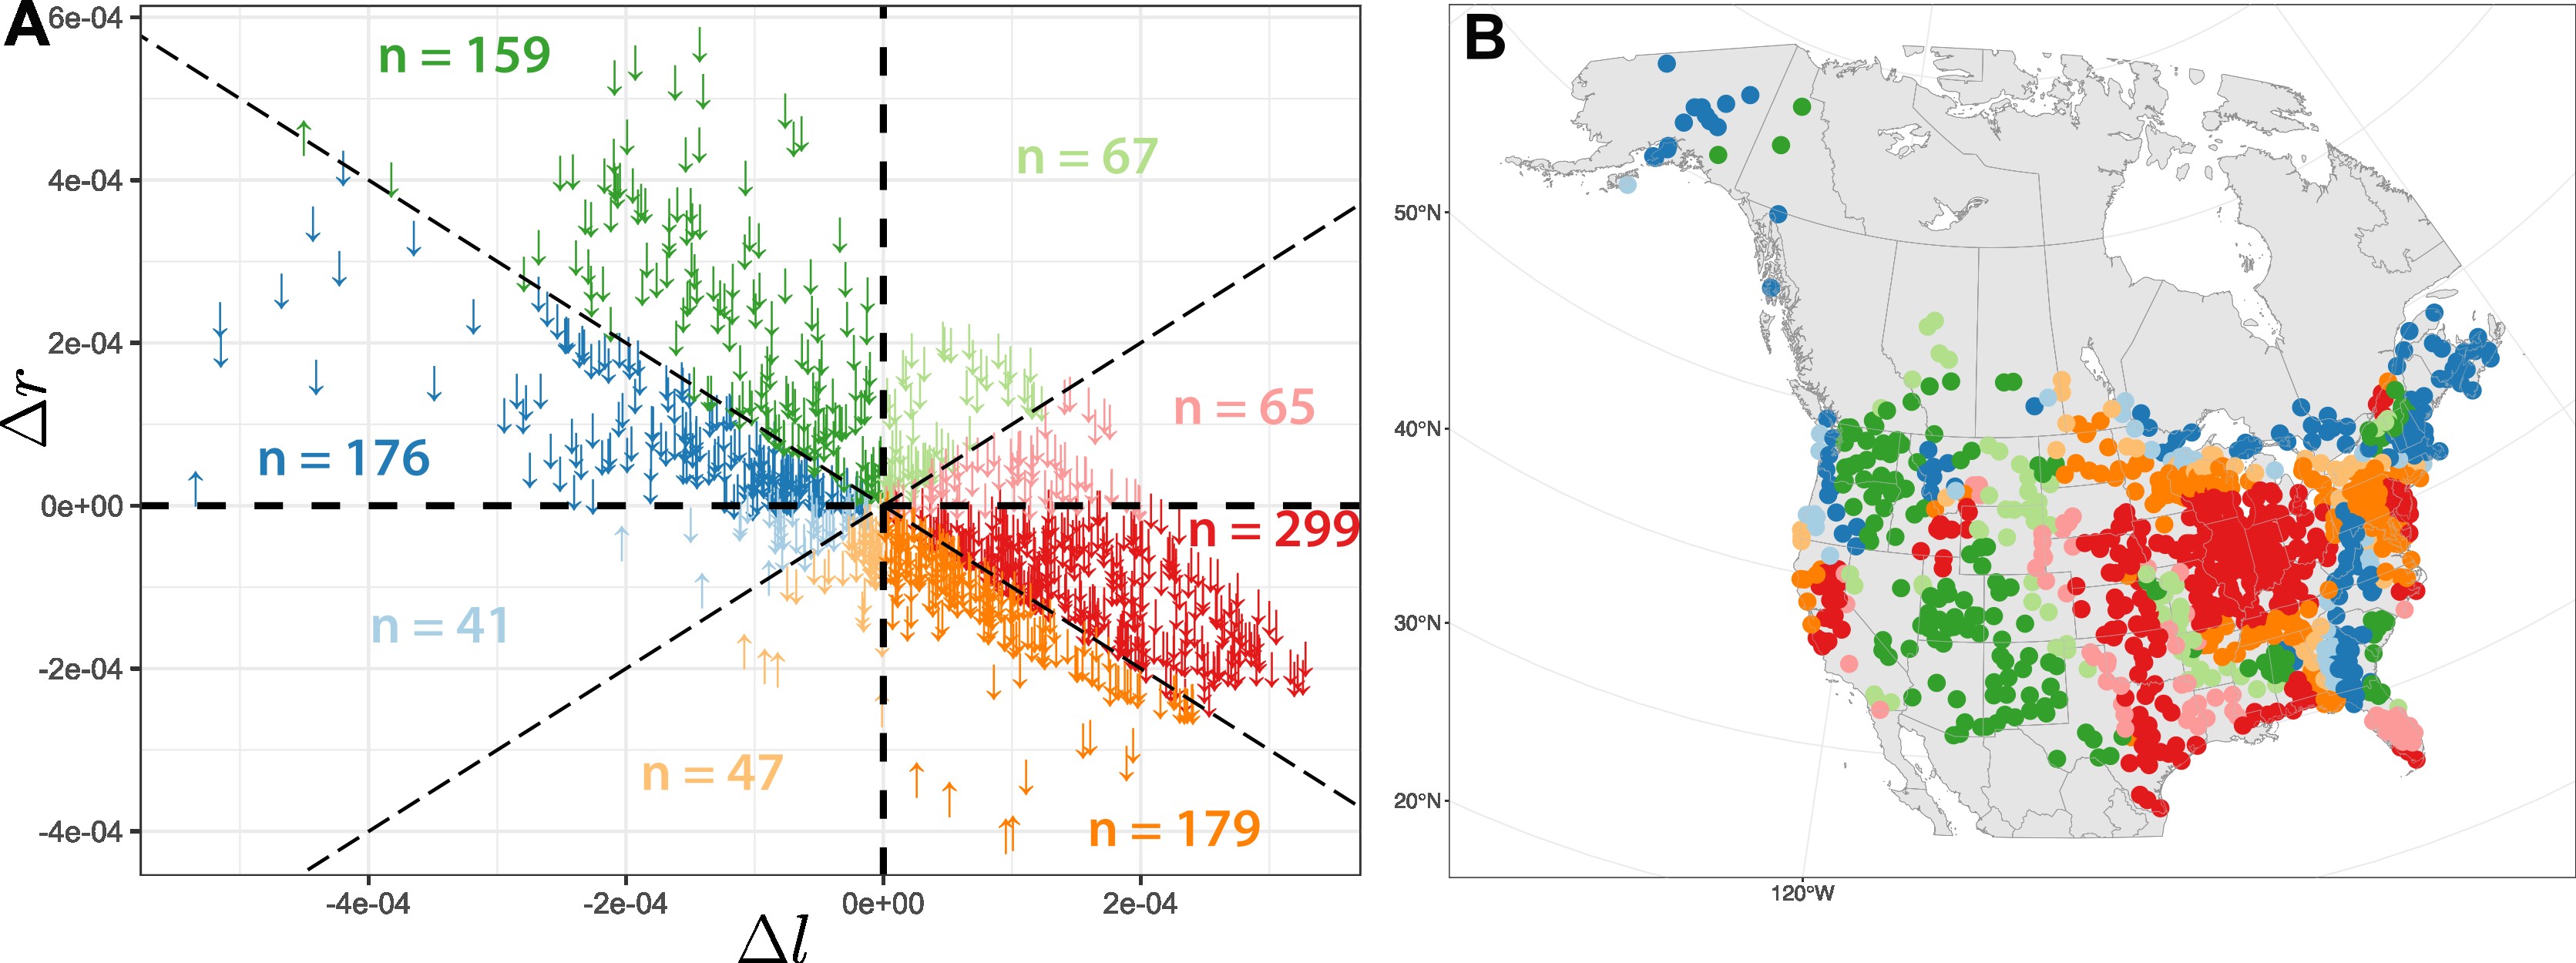 A
6e-04
4e-04
2e-04
0e+00
-2e-04
-4e-04
Δr
n = 159
n = 67
n = 65
n = 176
n = 299
n = 41
n = 47
n = 179
-4e-04
-2e-04
0e+00
2e-04
Δl
B
50°N
40°N
30°N
20°N
120°W